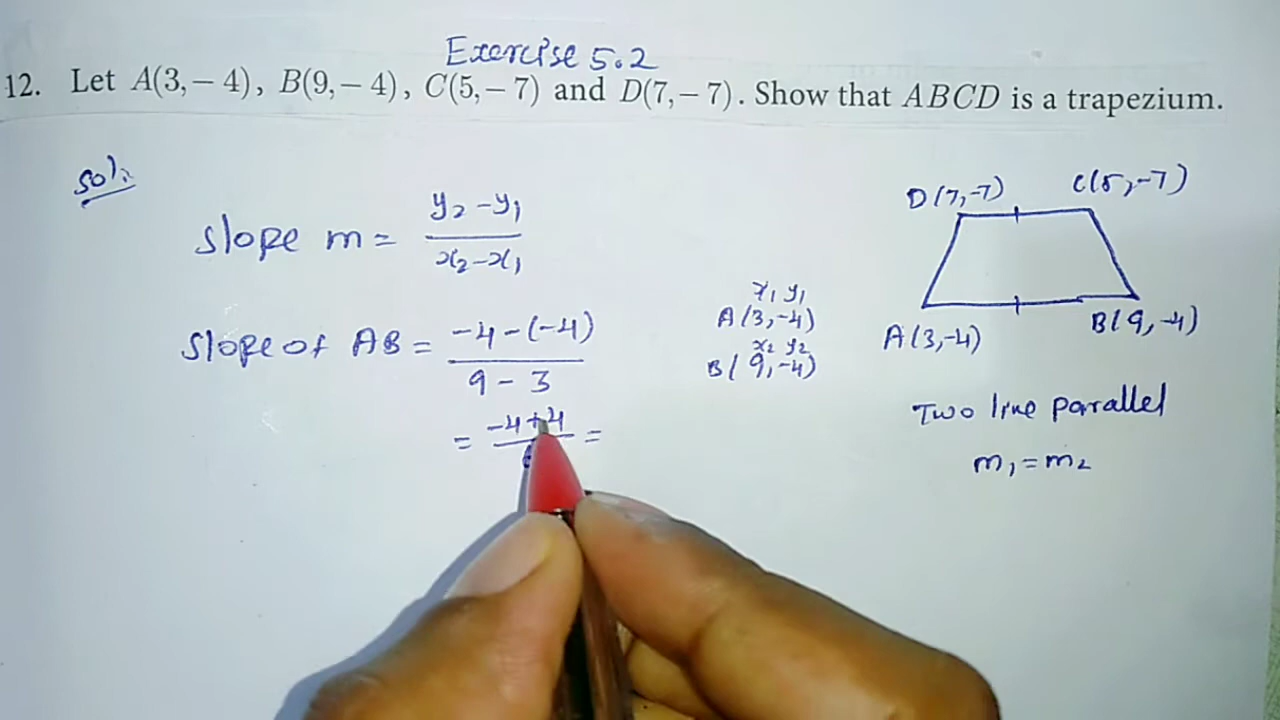 Exercise 5.2
12. Let A(3,−4), B(9,−4), C(5,−7) and D(7,−7). Show that ABCD is a trapezium.
Sol:
D(7,-7) C(5,-7)
Slope m = y₂-y₁ / x₂-x₁
x₁ y₁
A(3,-4)
x₂ y₂
B(9,-4)
A(3,-4) B(9,-4)
Slope of AB = -4-(-4) / 9-3
= -4+4 / =
Two line parallel
m₁=m₂